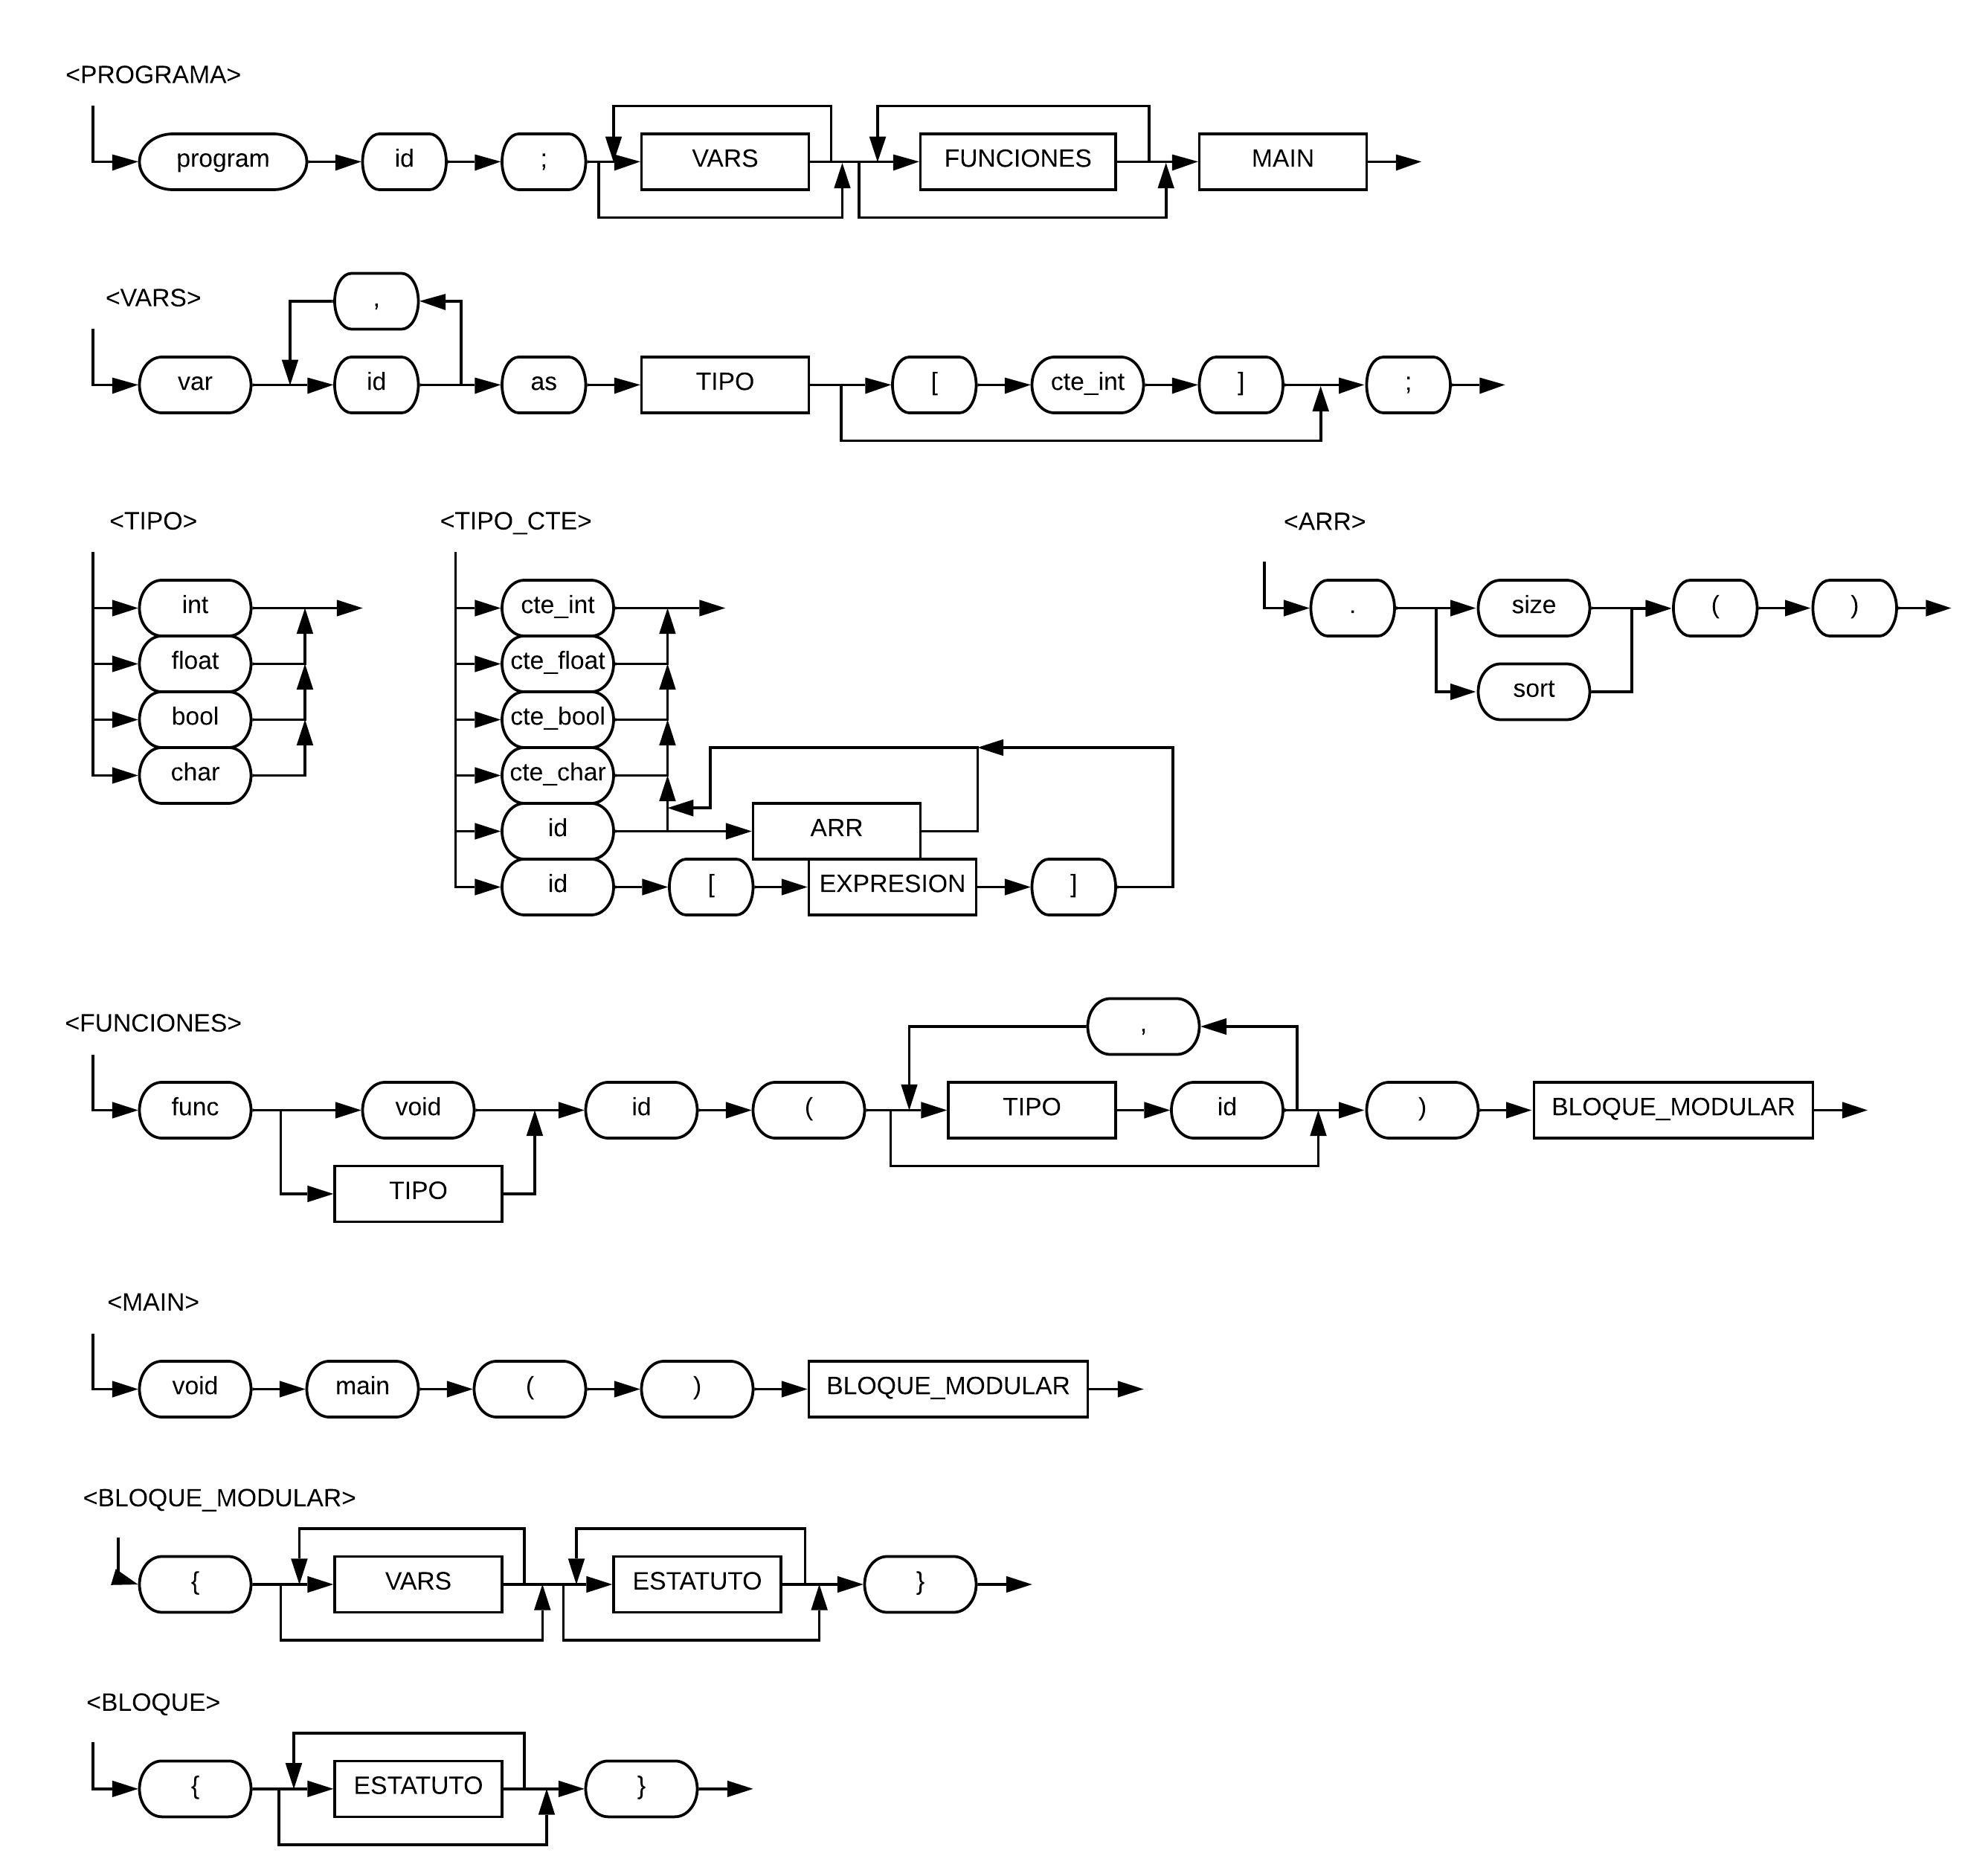 <PROGRAMA>
program id ; VARS FUNCIONES MAIN
<VARS>
,
var id as TIPO [ cte_int ] ;
<TIPO>
int
float
bool
char
<TIPO_CTE>
cte_int
cte_float
cte_bool
cte_char
id ARR
id [ EXPRESION ]
<ARR>
. size ( )
sort
<FUNCIONES>
,
func void id ( TIPO id ) BLOQUE_MODULAR
TIPO
<MAIN>
void main ( ) BLOQUE_MODULAR
<BLOQUE_MODULAR>
{ VARS ESTATUTO }
<BLOQUE>
{ ESTATUTO }